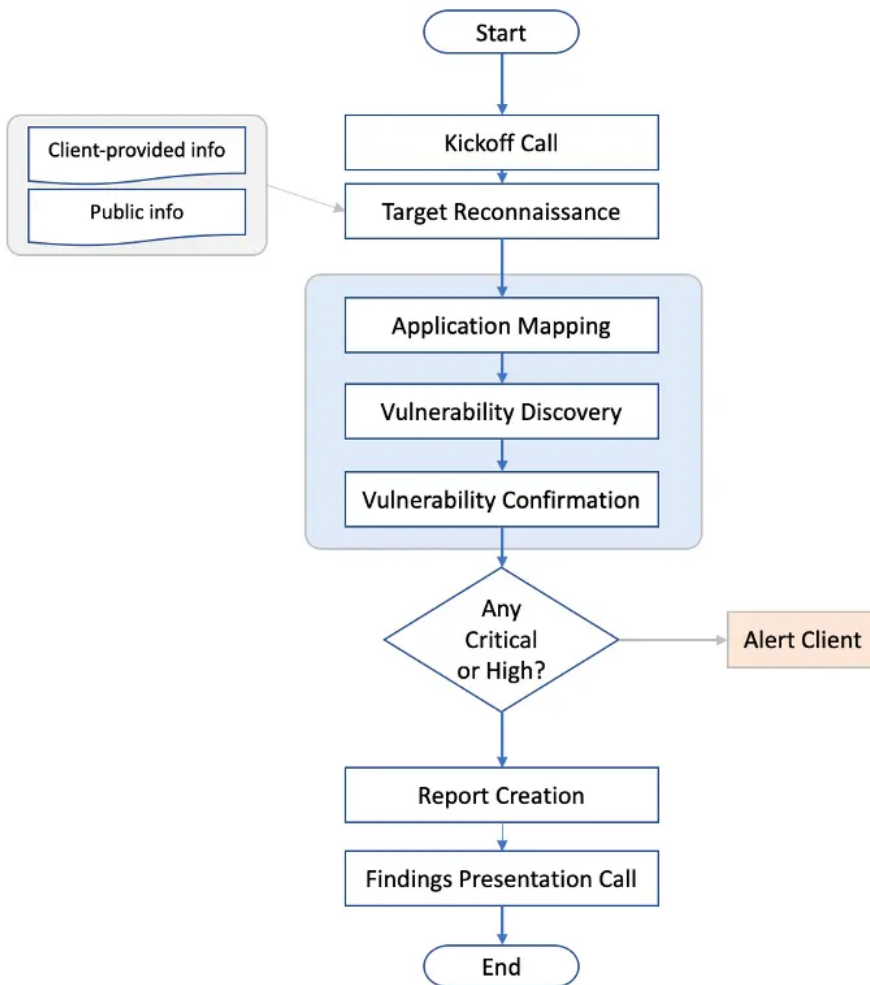 Start
Kickoff Call
Client-provided info
Public info
Target Reconnaissance
Application Mapping
Vulnerability Discovery
Vulnerability Confirmation
Any
Critical
or High?
Alert Client
Report Creation
Findings Presentation Call
End